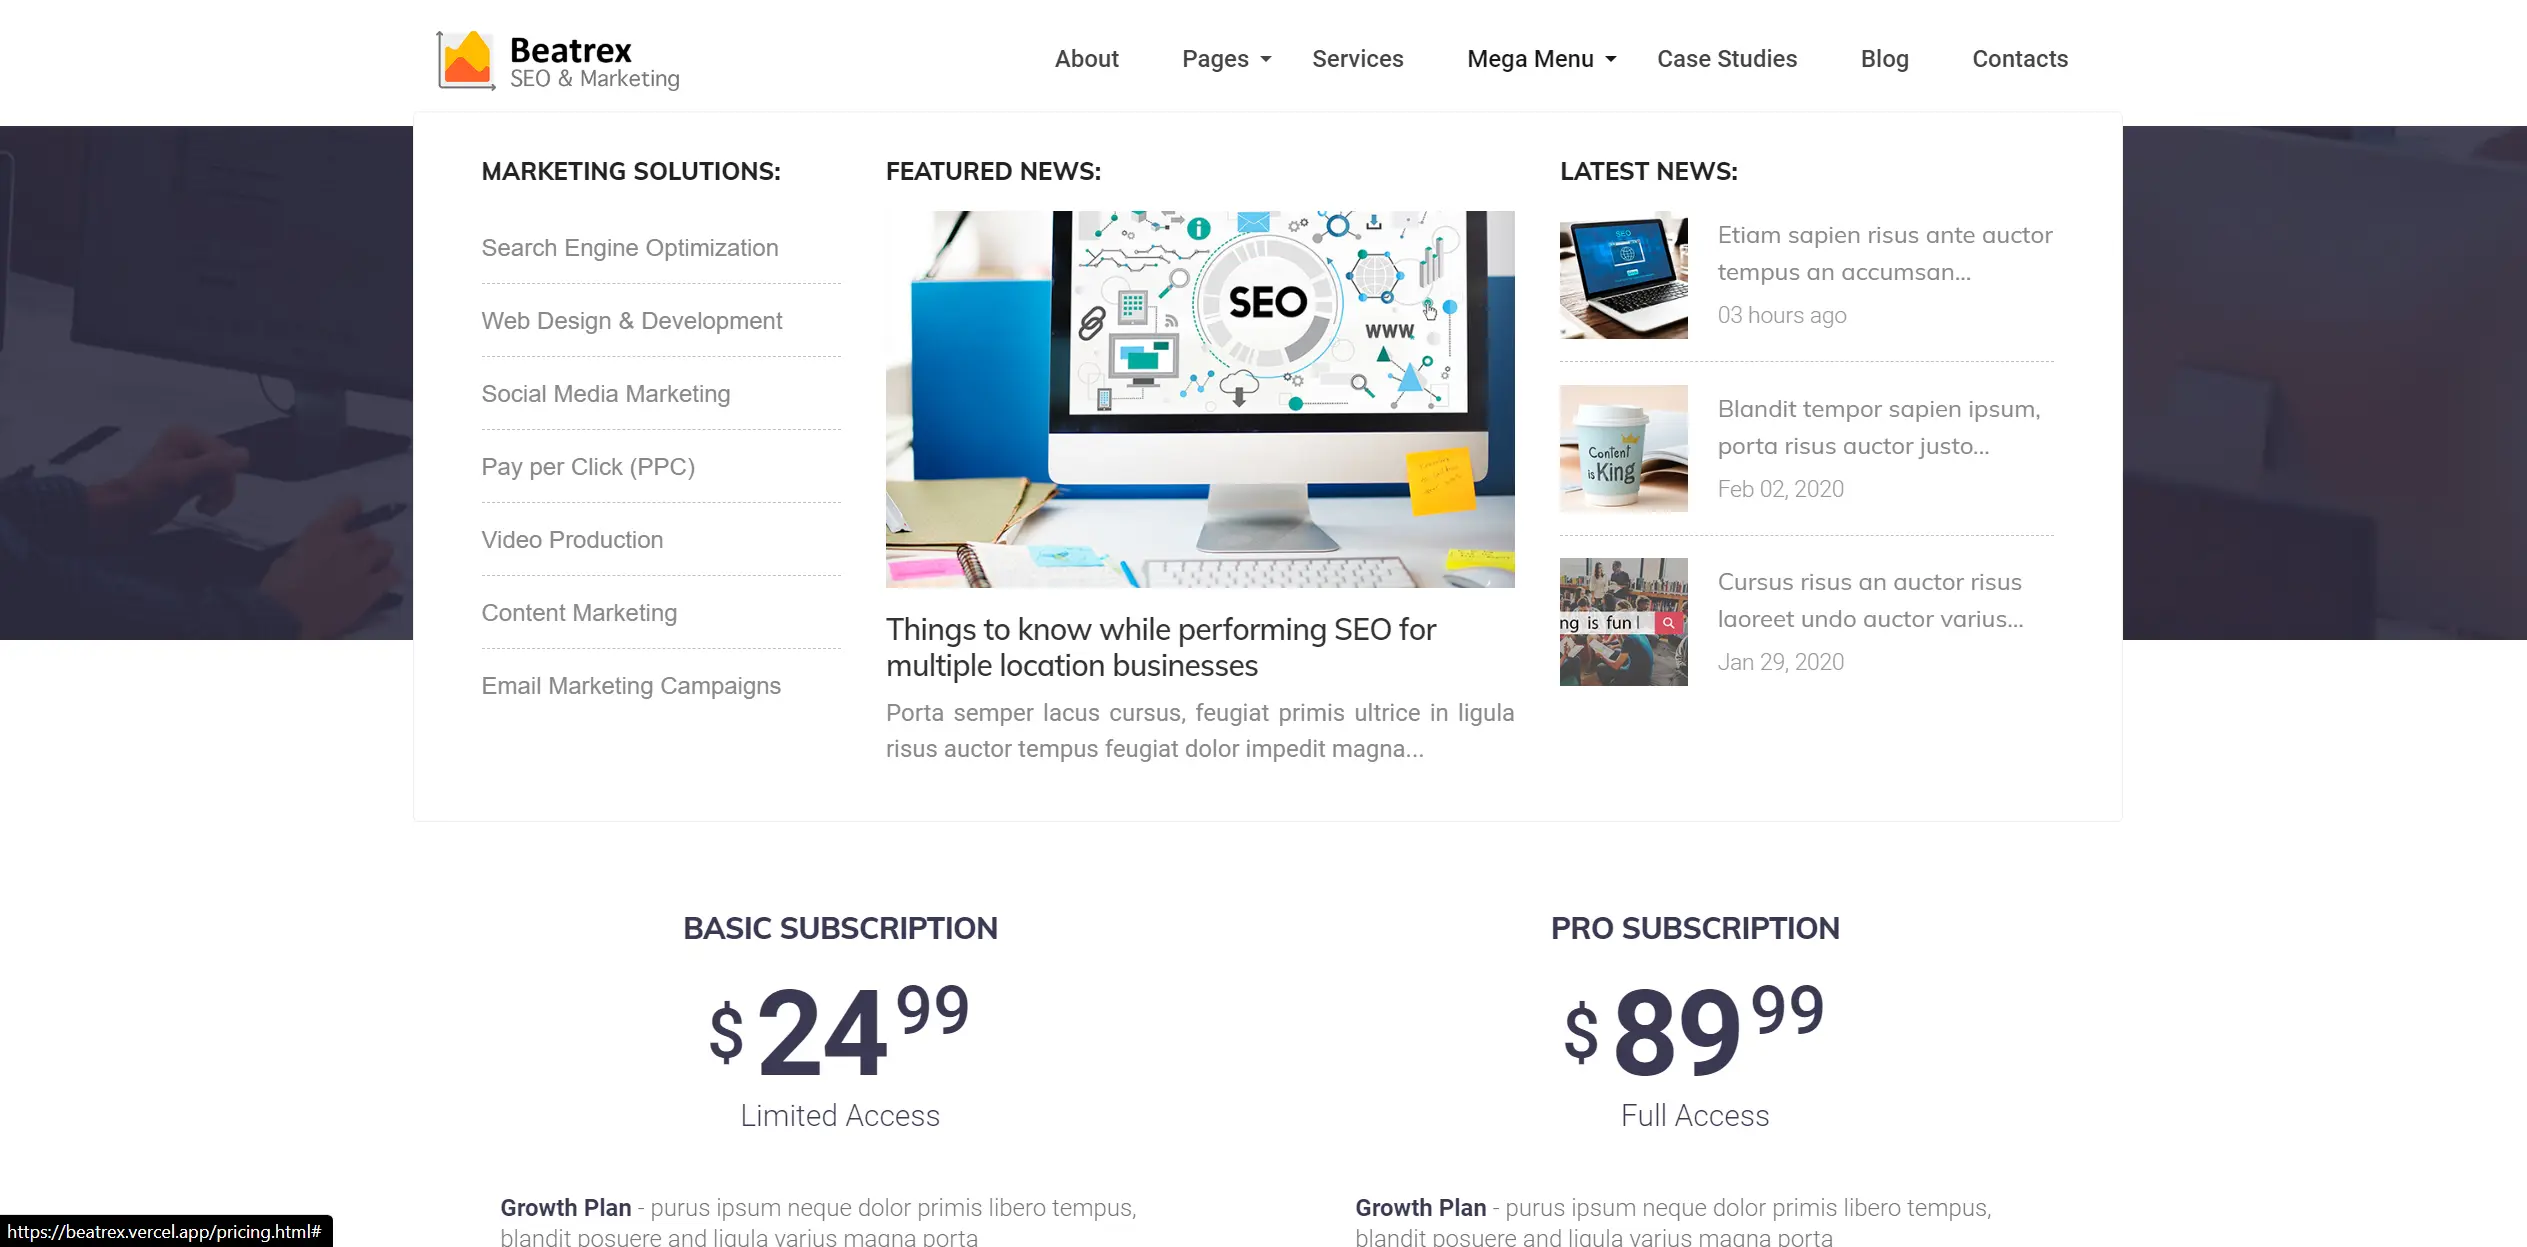 Beatrex
SEO & Marketing
About
Pages
Services
Mega Menu
Case Studies
Blog
Contacts
MARKETING SOLUTIONS:
Search Engine Optimization
Web Design & Development
Social Media Marketing
Pay per Click (PPC)
Video Production
Content Marketing
Email Marketing Campaigns
FEATURED NEWS:
SEO
www.
Things to know while performing SEO for
multiple location businesses
Porta semper lacus cursus, feugiat primis ultrice in ligula
risus auctor tempus feugiat dolor impedit magna...
LATEST NEWS:
SEO
Etiam sapien risus ante auctor
tempus an accumsan...
03 hours ago
Content
is King
Blandit tempor sapien ipsum,
porta risus auctor justo...
Feb 02, 2020
ng is fun
Cursus risus an auctor risus
laoreet undo auctor varius...
Jan 29, 2020
BASIC SUBSCRIPTION
$ 24 99
Limited Access
Growth Plan - purus ipsum neque dolor primis libero tempus,
blandit posuere and ligula varius magna porta
PRO SUBSCRIPTION
$ 89 99
Full Access
Growth Plan - purus ipsum neque dolor primis libero tempus,
blandit posuere and ligula varius magna porta
https://beatrex.vercel.app/pricing.html#